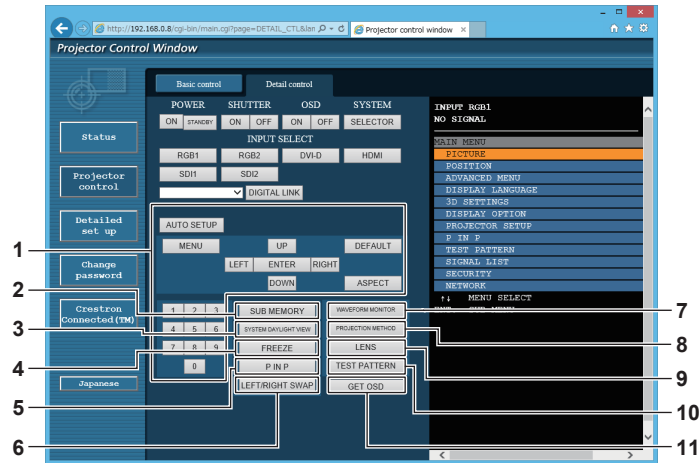 http://192.168.0.8/cgi-bin/main.cgi?page=DETAIL_CTL&lan
Projector control window
Projector Control Window
Basic control Detail control
POWER SHUTTER OSD SYSTEM
ON STANDBY ON OFF ON OFF SELECTOR
INPUT SELECT
RGB1 RGB2 DVI-D HDMI
SDI1 SDI2
DIGITAL LINK
AUTO SETUP
MENU UP DEFAULT
LEFT ENTER RIGHT
DOWN ASPECT
1 2 3 SUB MEMORY WAVEFORM MONITOR
4 5 6 SYSTEM DAYLIGHT VIEW PROJECTION METHOD
7 8 9 FREEZE LENS
0 P IN P TEST PATTERN
LEFT/RIGHT SWAP GET OSD
Status
Projector
control
Detailed
set up
Change
password
Crestron
Connected(TM)
Japanese
INPUT RGB1
NO SIGNAL
MAIN MENU
PICTURE
POSITION
ADVANCED MENU
DISPLAY LANGUAGE
3D SETTINGS
DISPLAY OPTION
PROJECTOR SETUP
P IN P
TEST PATTERN
SIGNAL LIST
SECURITY
NETWORK
↑↓ MENU SELECT
1
2
3
4
5
6
7
8
9
10
11